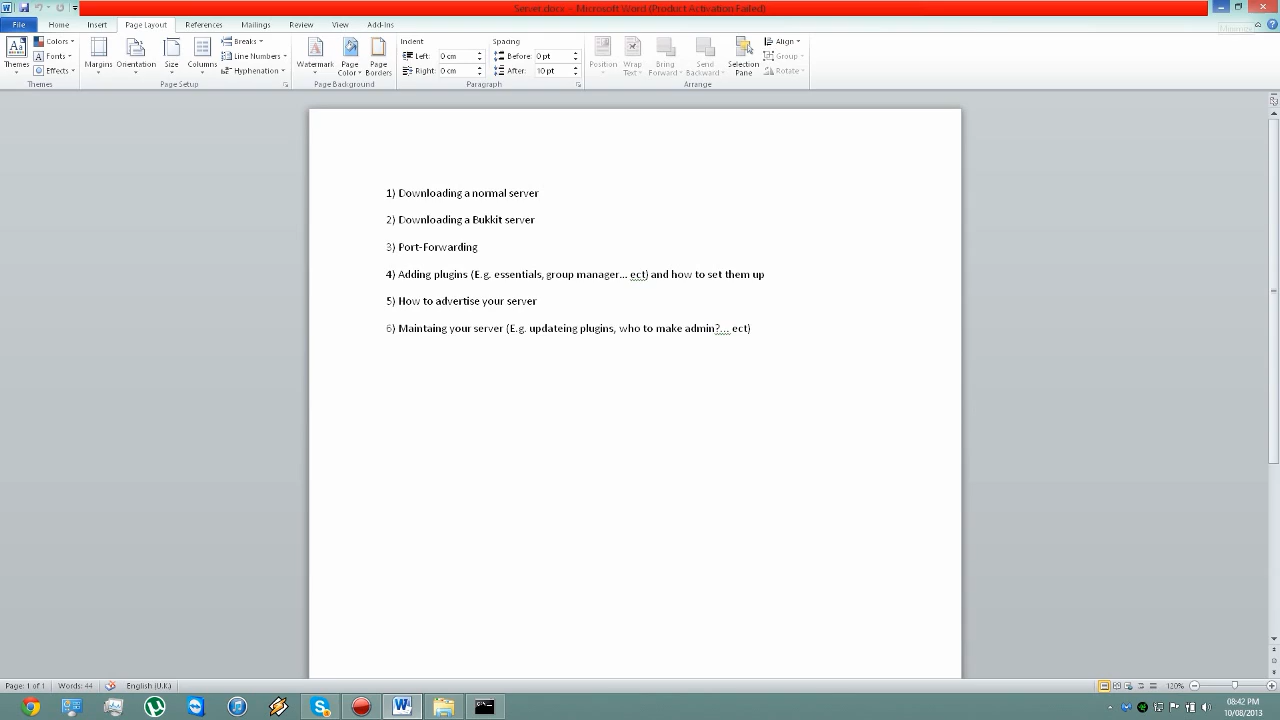 Server.docx - Microsoft Word (Product Activation Failed)
File Home Insert Page Layout References Mailings Review View Add-Ins
Minimize
Themes
Colors
Fonts
Effects
Themes
Margins
Orientation
Size
Columns
Breaks
Line Numbers
Hyphenation
Page Setup
Watermark
Page Color
Page Borders
Page Background
Indent
Left: 0 cm
Right: 0 cm
Spacing
Before: 0 pt
After: 10 pt
Paragraph
Position
Wrap Text
Bring Forward
Send Backward
Selection Pane
Align
Group
Rotate
Arrange
1) Downloading a normal server
2) Downloading a Bukkit server
3) Port-Forwarding
4) Adding plugins (E.g. essentials, group manager... ect) and how to set them up
5) How to advertise your server
6) Maintaing your server (E.g. updateing plugins, who to make admin?... ect)
Page: 1 of 1 Words: 44 English (U.K.) 120%
08:42 PM
10/08/2013